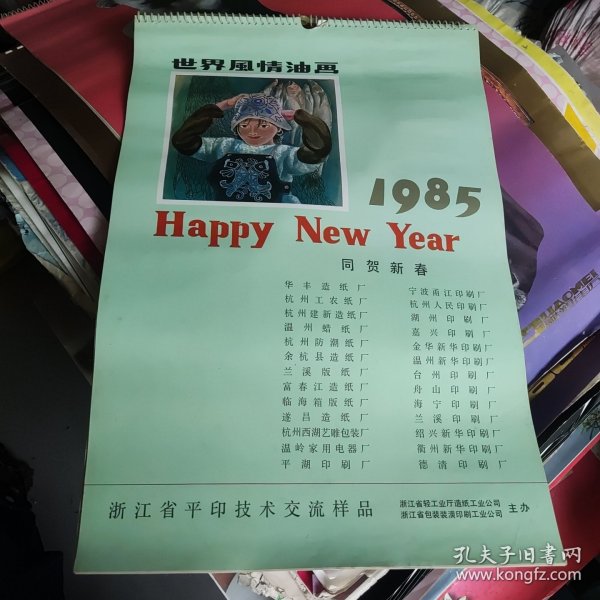 世界風情油画
1985
Happy New Year
同贺新春
华丰造纸厂
杭州工农纸厂
杭州建新造纸厂
温州蜡纸厂
杭州防潮纸厂
余杭县造纸厂
兰溪版纸厂
富春江造纸厂
临海箱版纸厂
遂昌造纸厂
杭州西湖艺雕包装厂
温岭家用电器厂
平湖印刷厂
宁波甬江印刷厂
杭州人民印刷厂
湖州印刷厂
嘉兴印刷厂
金华新华印刷厂
温州新华印刷厂
台州印刷厂
舟山印刷厂
海宁印刷厂
兰溪印刷厂
绍兴新华印刷厂
衢州新华印刷厂
德清印刷厂
浙江省平印技术交流样品
浙江省轻工业厅造纸工业公司
浙江省包装装潢印刷工业公司
主办
孔夫子旧书网
www.kongfz.com